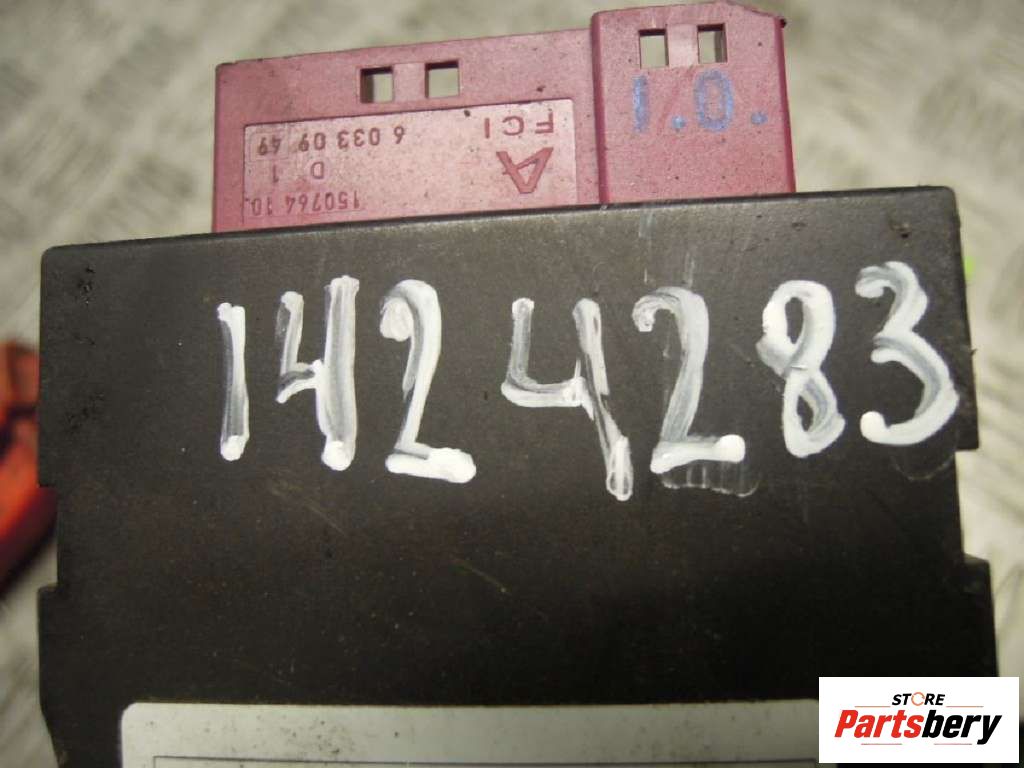 I.O.
FCI
A
6 033 09 49
D 1
150764 10.
1424283
STORE
Partsbery